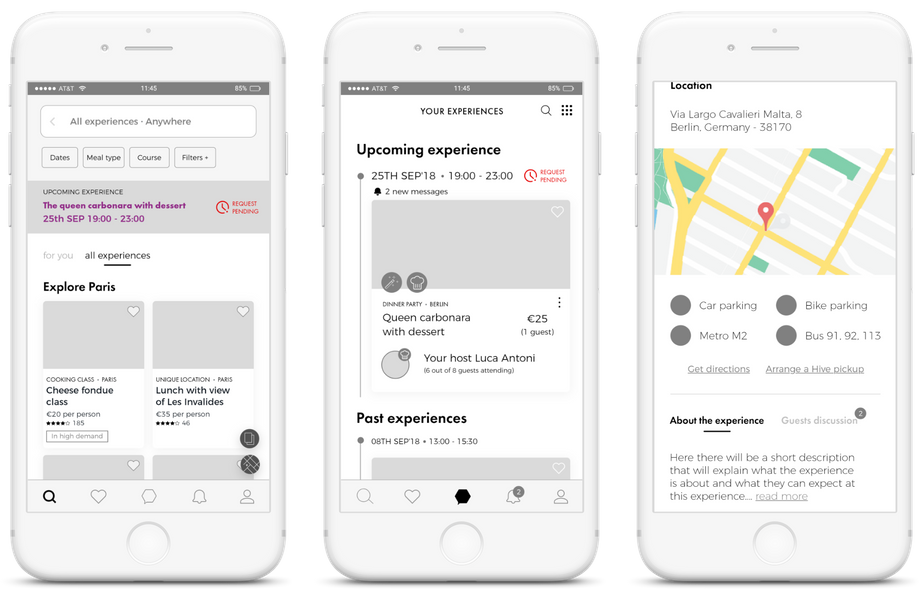 AT&T 11:45 85%
All experiences · Anywhere
Dates Meal type Course Filters +
UPCOMING EXPERIENCE
The queen carbonara with dessert
25th SEP 19:00 - 23:00
REQUEST
PENDING
for you all experiences
Explore Paris
COOKING CLASS • PARIS
Cheese fondue
class
€20 per person
185
In high demand
UNIQUE LOCATION • PARIS
Lunch with view
of Les Invalides
€35 per person
46
AT&T 11:45 85%
YOUR EXPERIENCES
Upcoming experience
25TH SEP'18 • 19:00 - 23:00
REQUEST
PENDING
2 new messages
DINNER PARTY • BERLIN
Queen carbonara
with dessert
€25
(1 guest)
Your host Luca Antoni
(6 out of 8 guests attending)
Past experiences
08TH SEP'18 • 13:00 - 15:30
2
Location
Via Largo Cavalieri Malta, 8
Berlin, Germany - 38170
Car parking Bike parking
Metro M2 Bus 91, 92, 113
Get directions Arrange a Hive pickup
About the experience Guests discussion 2
Here there will be a short description
that will explain what the experience
is about and what they can expect at
this experience.... read more